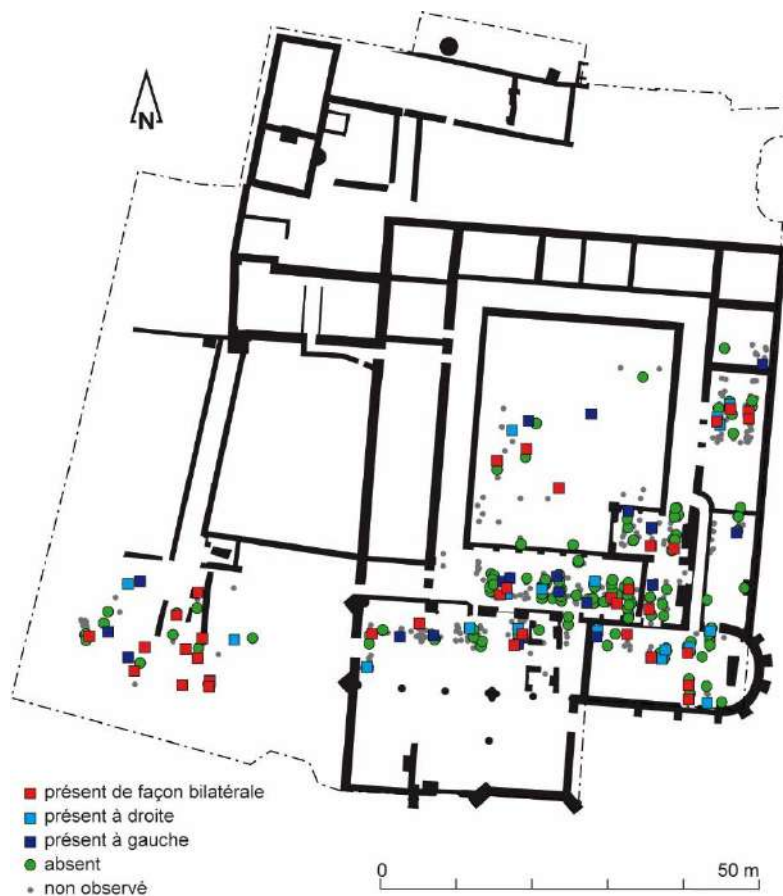 N
présent de façon bilatérale
présent à droite
présent à gauche
absent
non observé
0 50 m